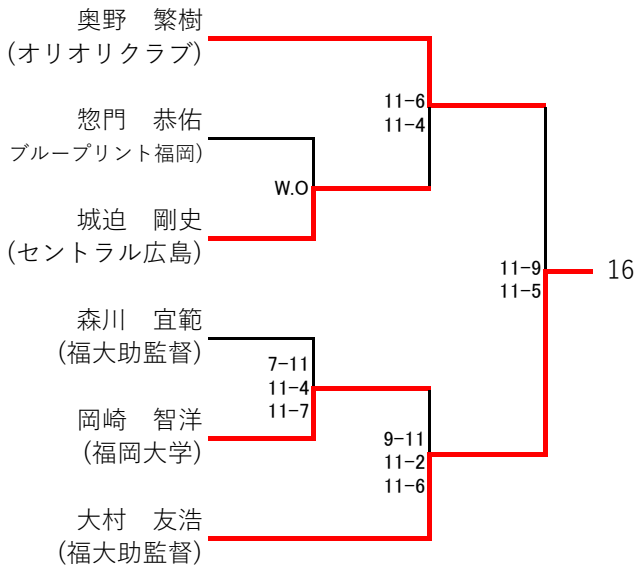 奥野　繁樹
(オリオリクラブ)
11-6
11-4
惣門　恭佑
ブループリント福岡)
W.O
城迫　剛史
(セントラル広島)
11-9
11-5
16
森川　宜範
(福大助監督)
7-11
11-4
11-7
岡崎　智洋
(福岡大学)
9-11
11-2
11-6
大村　友浩
(福大助監督)